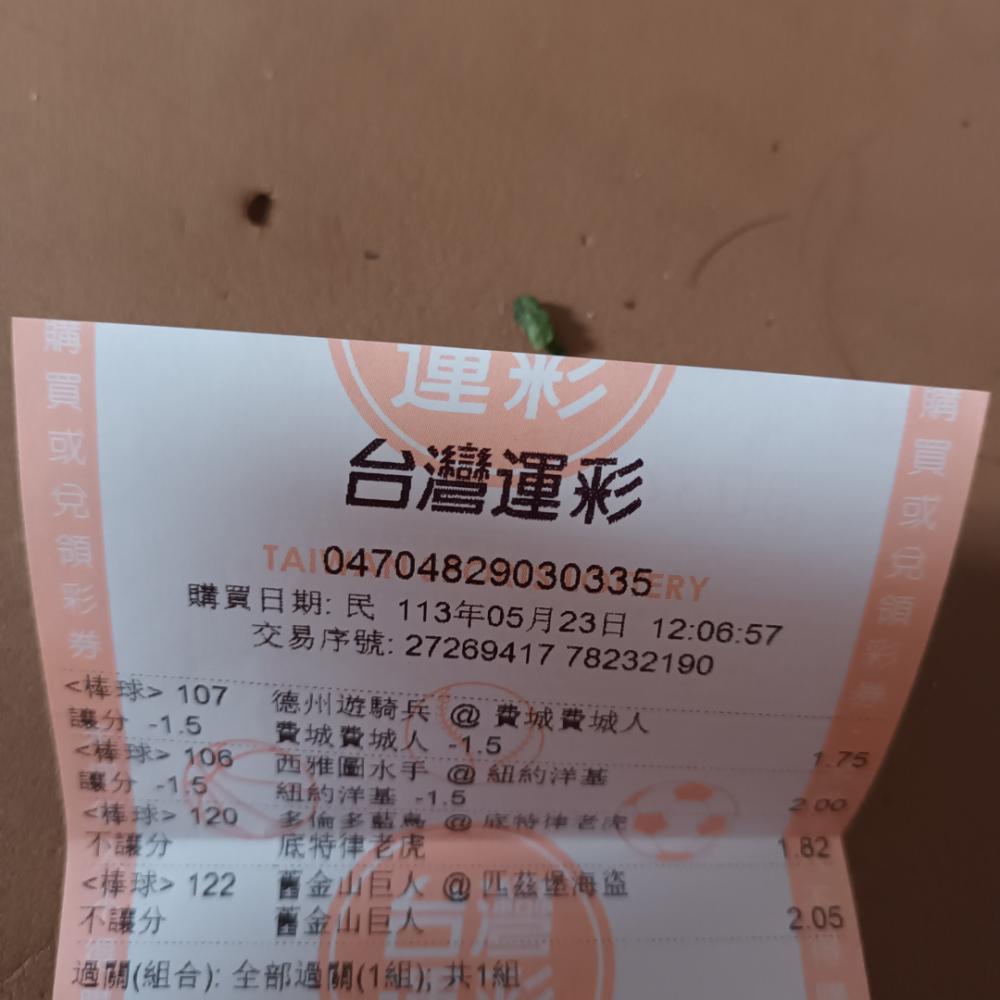 運彩
台灣運彩
TAIWAN
ERY
04704829030335
購買日期: 民 113年05月23日 12:06:57
交易序號: 27269417 78232190
<棒球> 107 德州遊騎兵 @ 費城費城人
讓分 -1.5 費城費城人 -1.5 1.75
<棒球> 106 西雅圖水手 @ 紐約洋基
讓分 -1.5 紐約洋基 -1.5 2.00
<棒球> 120 多倫多藍鳥 @ 底特律老虎
不讓分 底特律老虎 1.82
<棒球> 122 舊金山巨人 @ 匹茲堡海盜
不讓分 舊金山巨人 2.05
過關(組合): 全部過關(1組); 共1組
購買或兌領彩券
購買或兌領彩券
台灣
彩